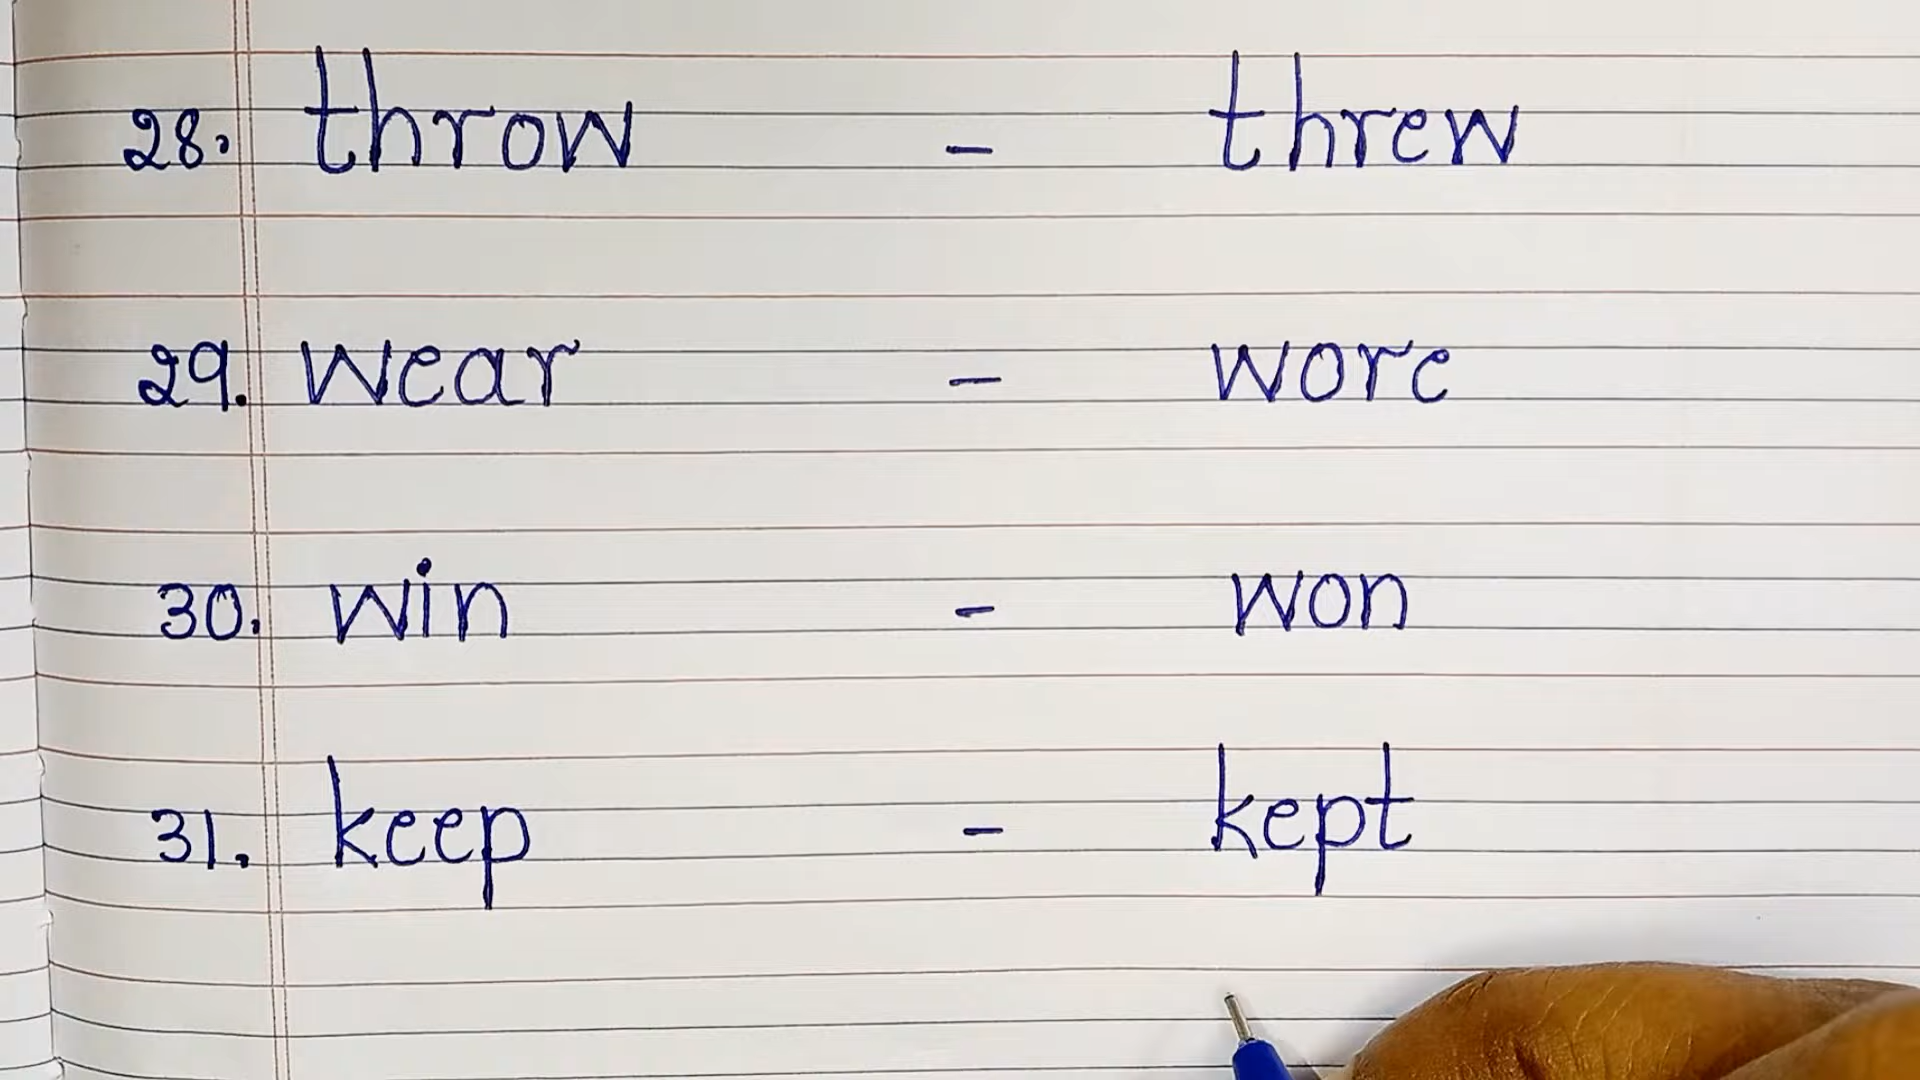 28. throw - threw
29. wear - wore
30. win - won
31. keep - kept